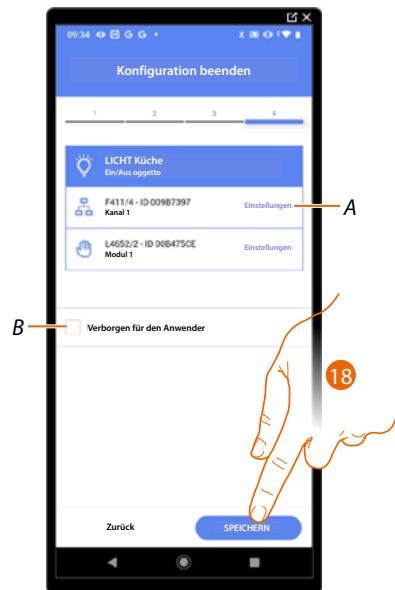 09:34 G G
Konfiguration beenden
1 2 3 4
LICHT Küche
Ein/Aus oggetto
F411/4 - ID 009B7397
Kanal 1
Einstellungen
A
L4652/2 - ID 00B475CE
Modul 1
Einstellungen
B
Verborgen für den Anwender
18
Zurück
SPEICHERN